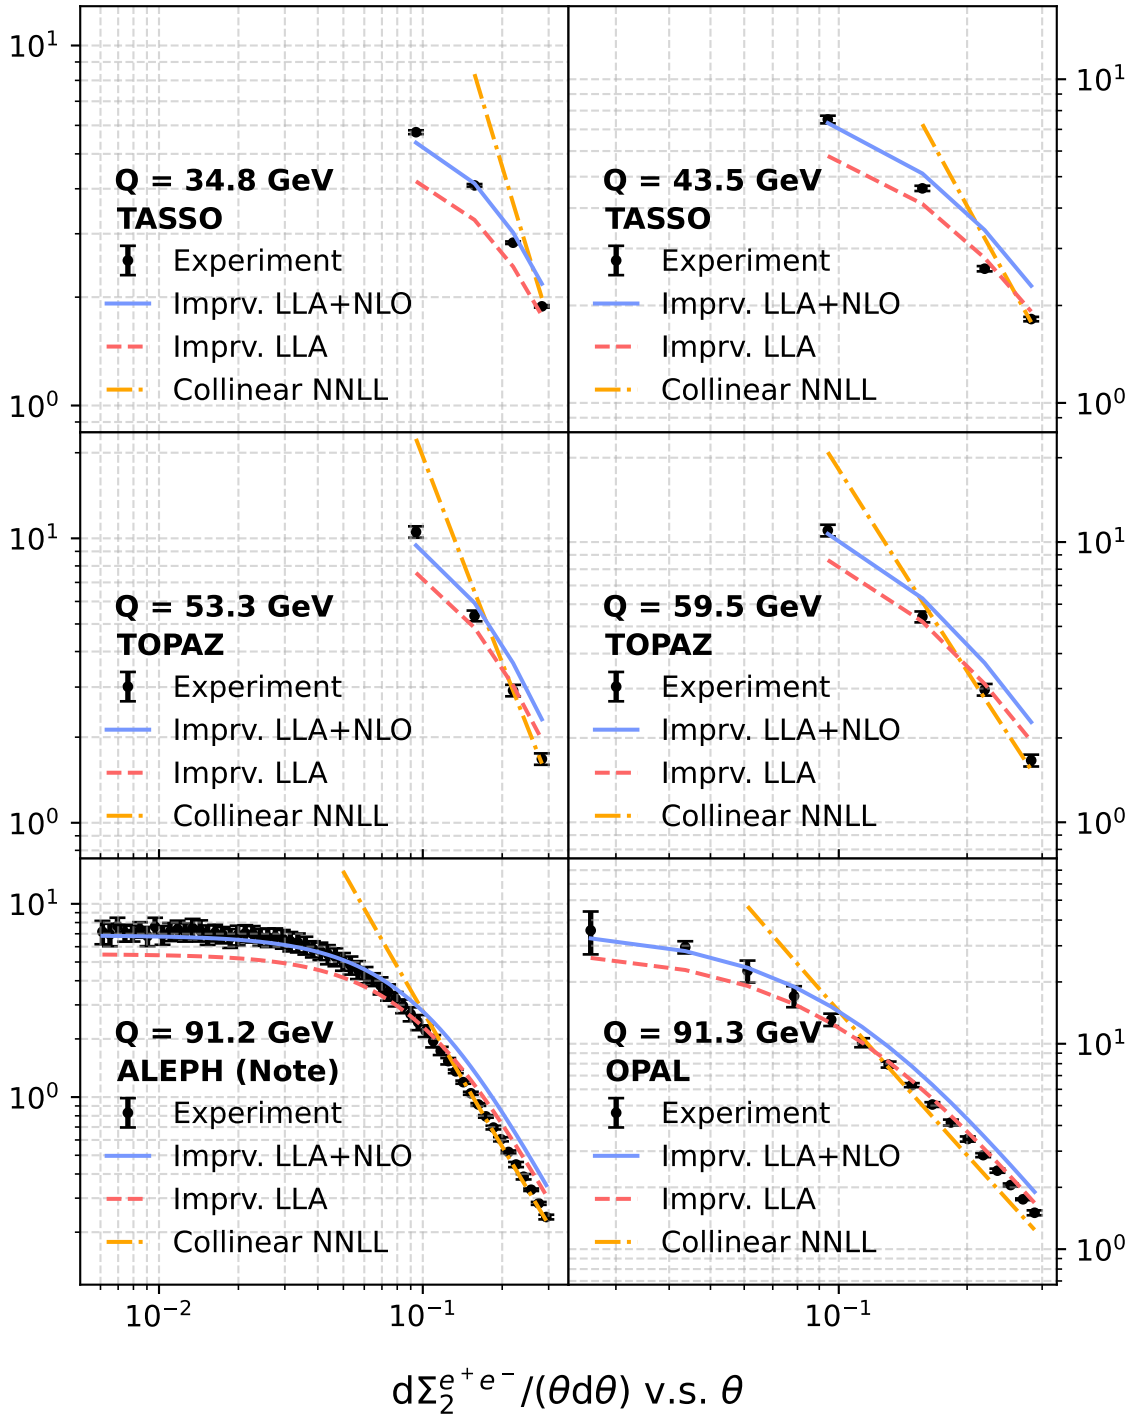 10¹
10⁰
Q = 34.8 GeV
TASSO
Experiment
Imprv. LLA+NLO
Imprv. LLA
Collinear NNLL
Q = 43.5 GeV
TASSO
Experiment
Imprv. LLA+NLO
Imprv. LLA
Collinear NNLL
10¹
10⁰
10¹
10⁰
Q = 53.3 GeV
TOPAZ
Experiment
Imprv. LLA+NLO
Imprv. LLA
Collinear NNLL
Q = 59.5 GeV
TOPAZ
Experiment
Imprv. LLA+NLO
Imprv. LLA
Collinear NNLL
10¹
10⁰
10¹
10⁰
Q = 91.2 GeV
ALEPH (Note)
Experiment
Imprv. LLA+NLO
Imprv. LLA
Collinear NNLL
Q = 91.3 GeV
OPAL
Experiment
Imprv. LLA+NLO
Imprv. LLA
Collinear NNLL
10¹
10⁰
10⁻² 10⁻¹ 10⁻¹
dΣ₂ᵉ⁺ᵉ⁻/(θdθ) v.s. θ